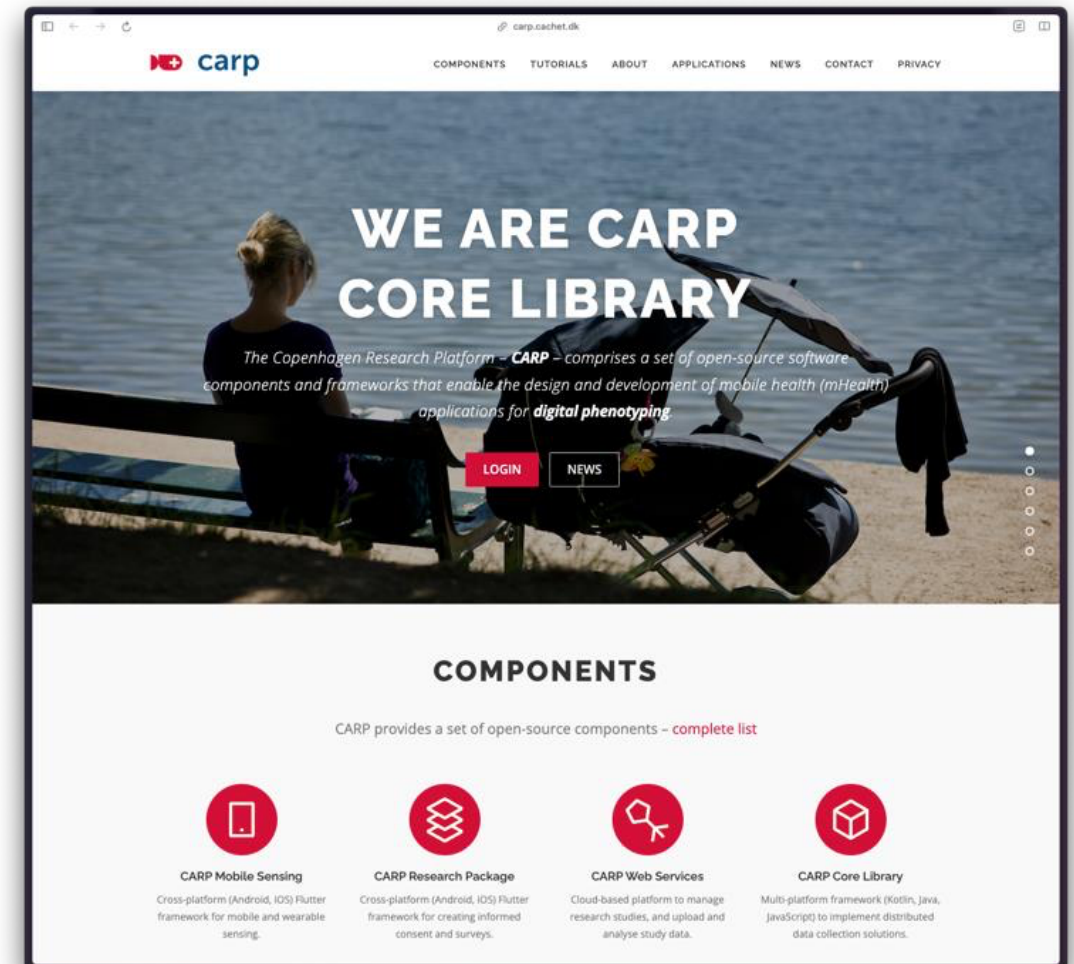 carp.cachet.dk
carp
COMPONENTS TUTORIALS ABOUT APPLICATIONS NEWS CONTACT PRIVACY
WE ARE CARP
CORE LIBRARY
The Copenhagen Research Platform – CARP – comprises a set of open-source software
components and frameworks that enable the design and development of mobile health (mHealth)
applications for digital phenotyping.
LOGIN NEWS
COMPONENTS
CARP provides a set of open-source components – complete list
CARP Mobile Sensing
Cross-platform (Android, iOS) Flutter
framework for mobile and wearable
sensing.
CARP Research Package
Cross-platform (Android, iOS) Flutter
framework for creating informed
consent and surveys.
CARP Web Services
Cloud-based platform to manage
research studies, and upload and
analyse study data.
CARP Core Library
Multi-platform framework (Kotlin, Java,
JavaScript) to implement distributed
data collection solutions.